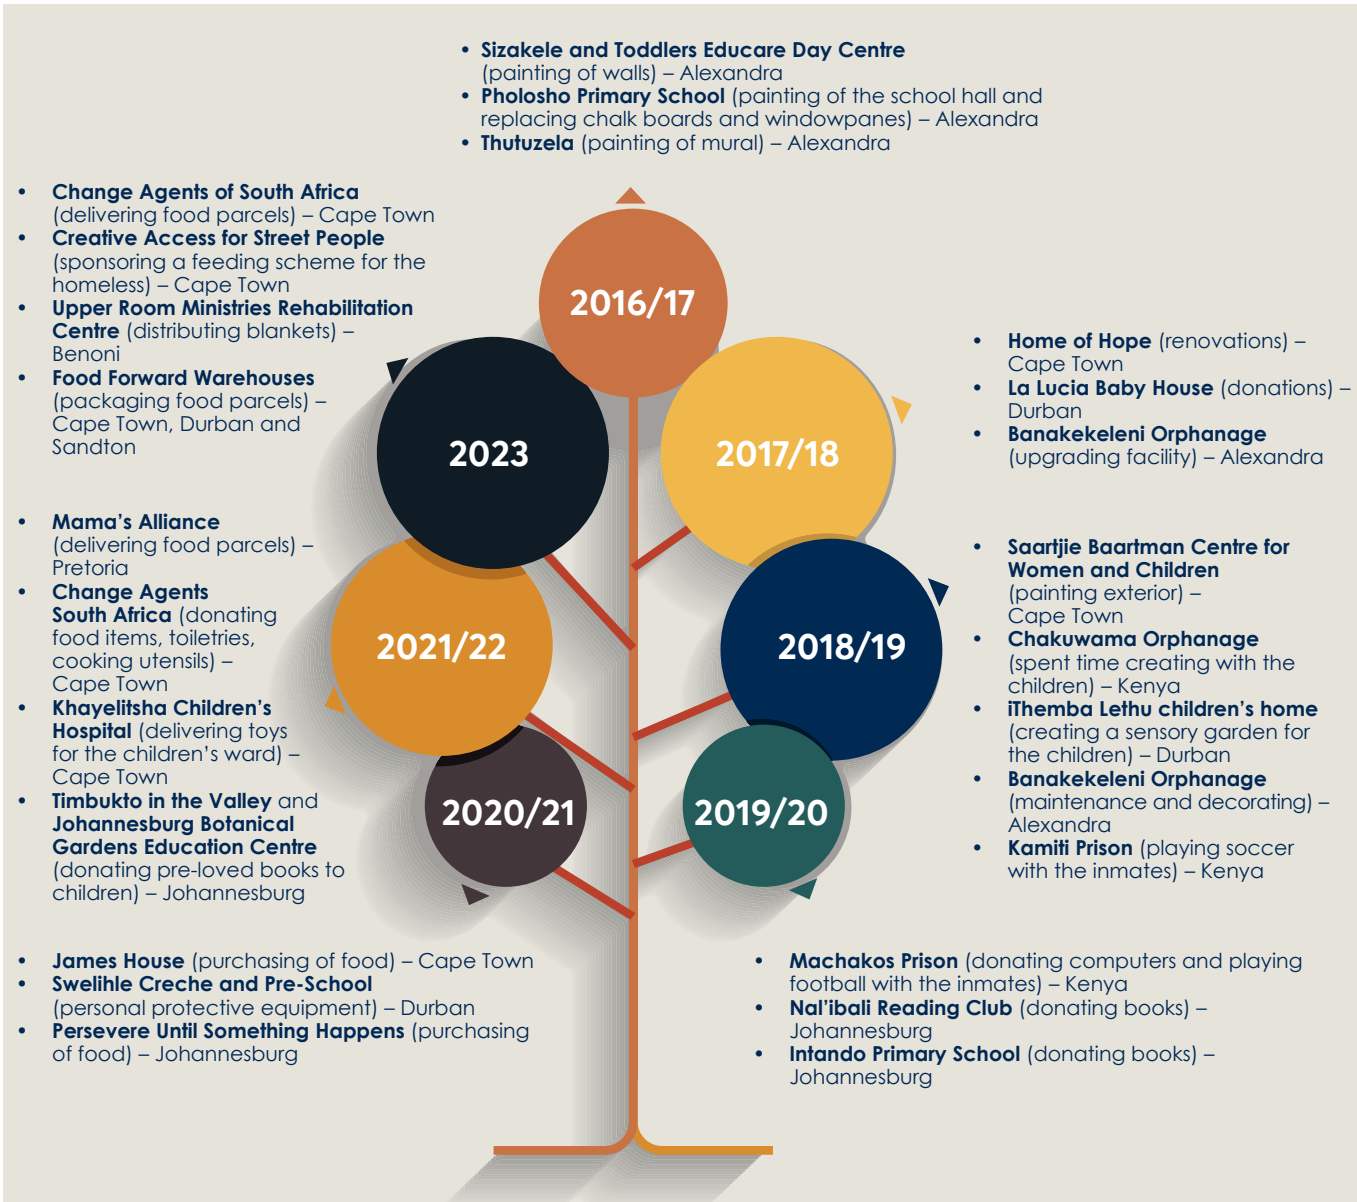 • Sizakele and Toddlers Educare Day Centre
(painting of walls) – Alexandra
• Pholosho Primary School (painting of the school hall and
replacing chalk boards and windowpanes) – Alexandra
• Thutuzela (painting of mural) – Alexandra
2016/17
• Home of Hope (renovations) –
Cape Town
• La Lucia Baby House (donations) –
Durban
• Banakekeleni Orphanage
(upgrading facility) – Alexandra
2017/18
• Saartjie Baartman Centre for
Women and Children
(painting exterior) –
Cape Town
• Chakuwama Orphanage
(spent time creating with the
children) – Kenya
• iThemba Lethu children’s home
(creating a sensory garden for
the children) – Durban
• Banakekeleni Orphanage
(maintenance and decorating) –
Alexandra
• Kamiti Prison (playing soccer
with the inmates) – Kenya
2018/19
• Machakos Prison (donating computers and playing
football with the inmates) – Kenya
• Nal’ibali Reading Club (donating books) –
Johannesburg
• Intando Primary School (donating books) –
Johannesburg
2019/20
• James House (purchasing of food) – Cape Town
• Swelihle Creche and Pre-School
(personal protective equipment) – Durban
• Persevere Until Something Happens (purchasing
of food) – Johannesburg
2020/21
• Mama’s Alliance
(delivering food parcels) –
Pretoria
• Change Agents
South Africa (donating
food items, toiletries,
cooking utensils) –
Cape Town
• Khayelitsha Children’s
Hospital (delivering toys
for the children’s ward) –
Cape Town
• Timbukto in the Valley and
Johannesburg Botanical
Gardens Education Centre
(donating pre-loved books to
children) – Johannesburg
2021/22
• Change Agents of South Africa
(delivering food parcels) – Cape Town
• Creative Access for Street People
(sponsoring a feeding scheme for the
homeless) – Cape Town
• Upper Room Ministries Rehabilitation
Centre (distributing blankets) –
Benoni
• Food Forward Warehouses
(packaging food parcels) –
Cape Town, Durban and
Sandton
2023